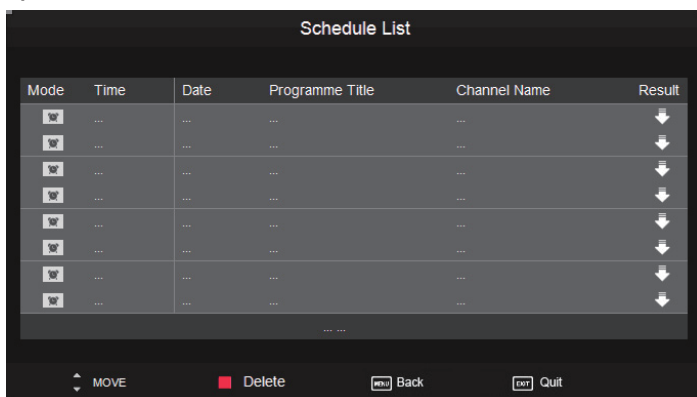 Schedule List
Mode Time Date Programme Title Channel Name Result
... ... ... ...
... ... ... ...
... ... ... ...
... ... ... ...
... ... ... ...
... ... ... ...
... ... ... ...
... ... ... ...
... ...
MOVE Delete MENU Back EXIT Quit